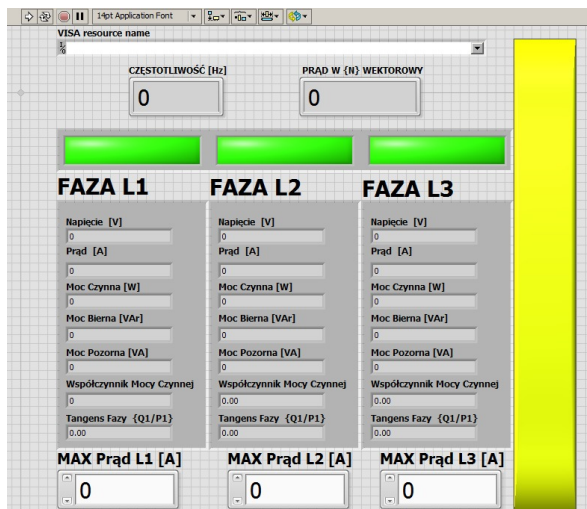 14pt Application Font
VISA resource name
CZĘSTOTLIWOŚĆ [Hz] PRĄD W {N} WEKTOROWY
0 0
FAZA L1 FAZA L2 FAZA L3
Napięcie [V] Napięcie [V] Napięcie [V]
0 0 0
Prąd [A] Prąd [A] Prąd [A]
0 0 0
Moc Czynna [W] Moc Czynna [W] Moc Czynna [W]
0 0 0
Moc Bierna [VAr] Moc Bierna [VAr] Moc Bierna [VAr]
0 0 0
Moc Pozorna [VA] Moc Pozorna [VA] Moc Pozorna [VA]
0 0 0
Współczynnik Mocy Czynnej Współczynnik Mocy Czynnej Współczynnik Mocy Czynnej
0 0.00 0.00
Tangens Fazy {Q1/P1} Tangens Fazy {Q1/P1} Tangens Fazy {Q1/P1}
0.00 0.00 0.00
MAX Prąd L1 [A] MAX Prąd L2 [A] MAX Prąd L3 [A]
0 0 0